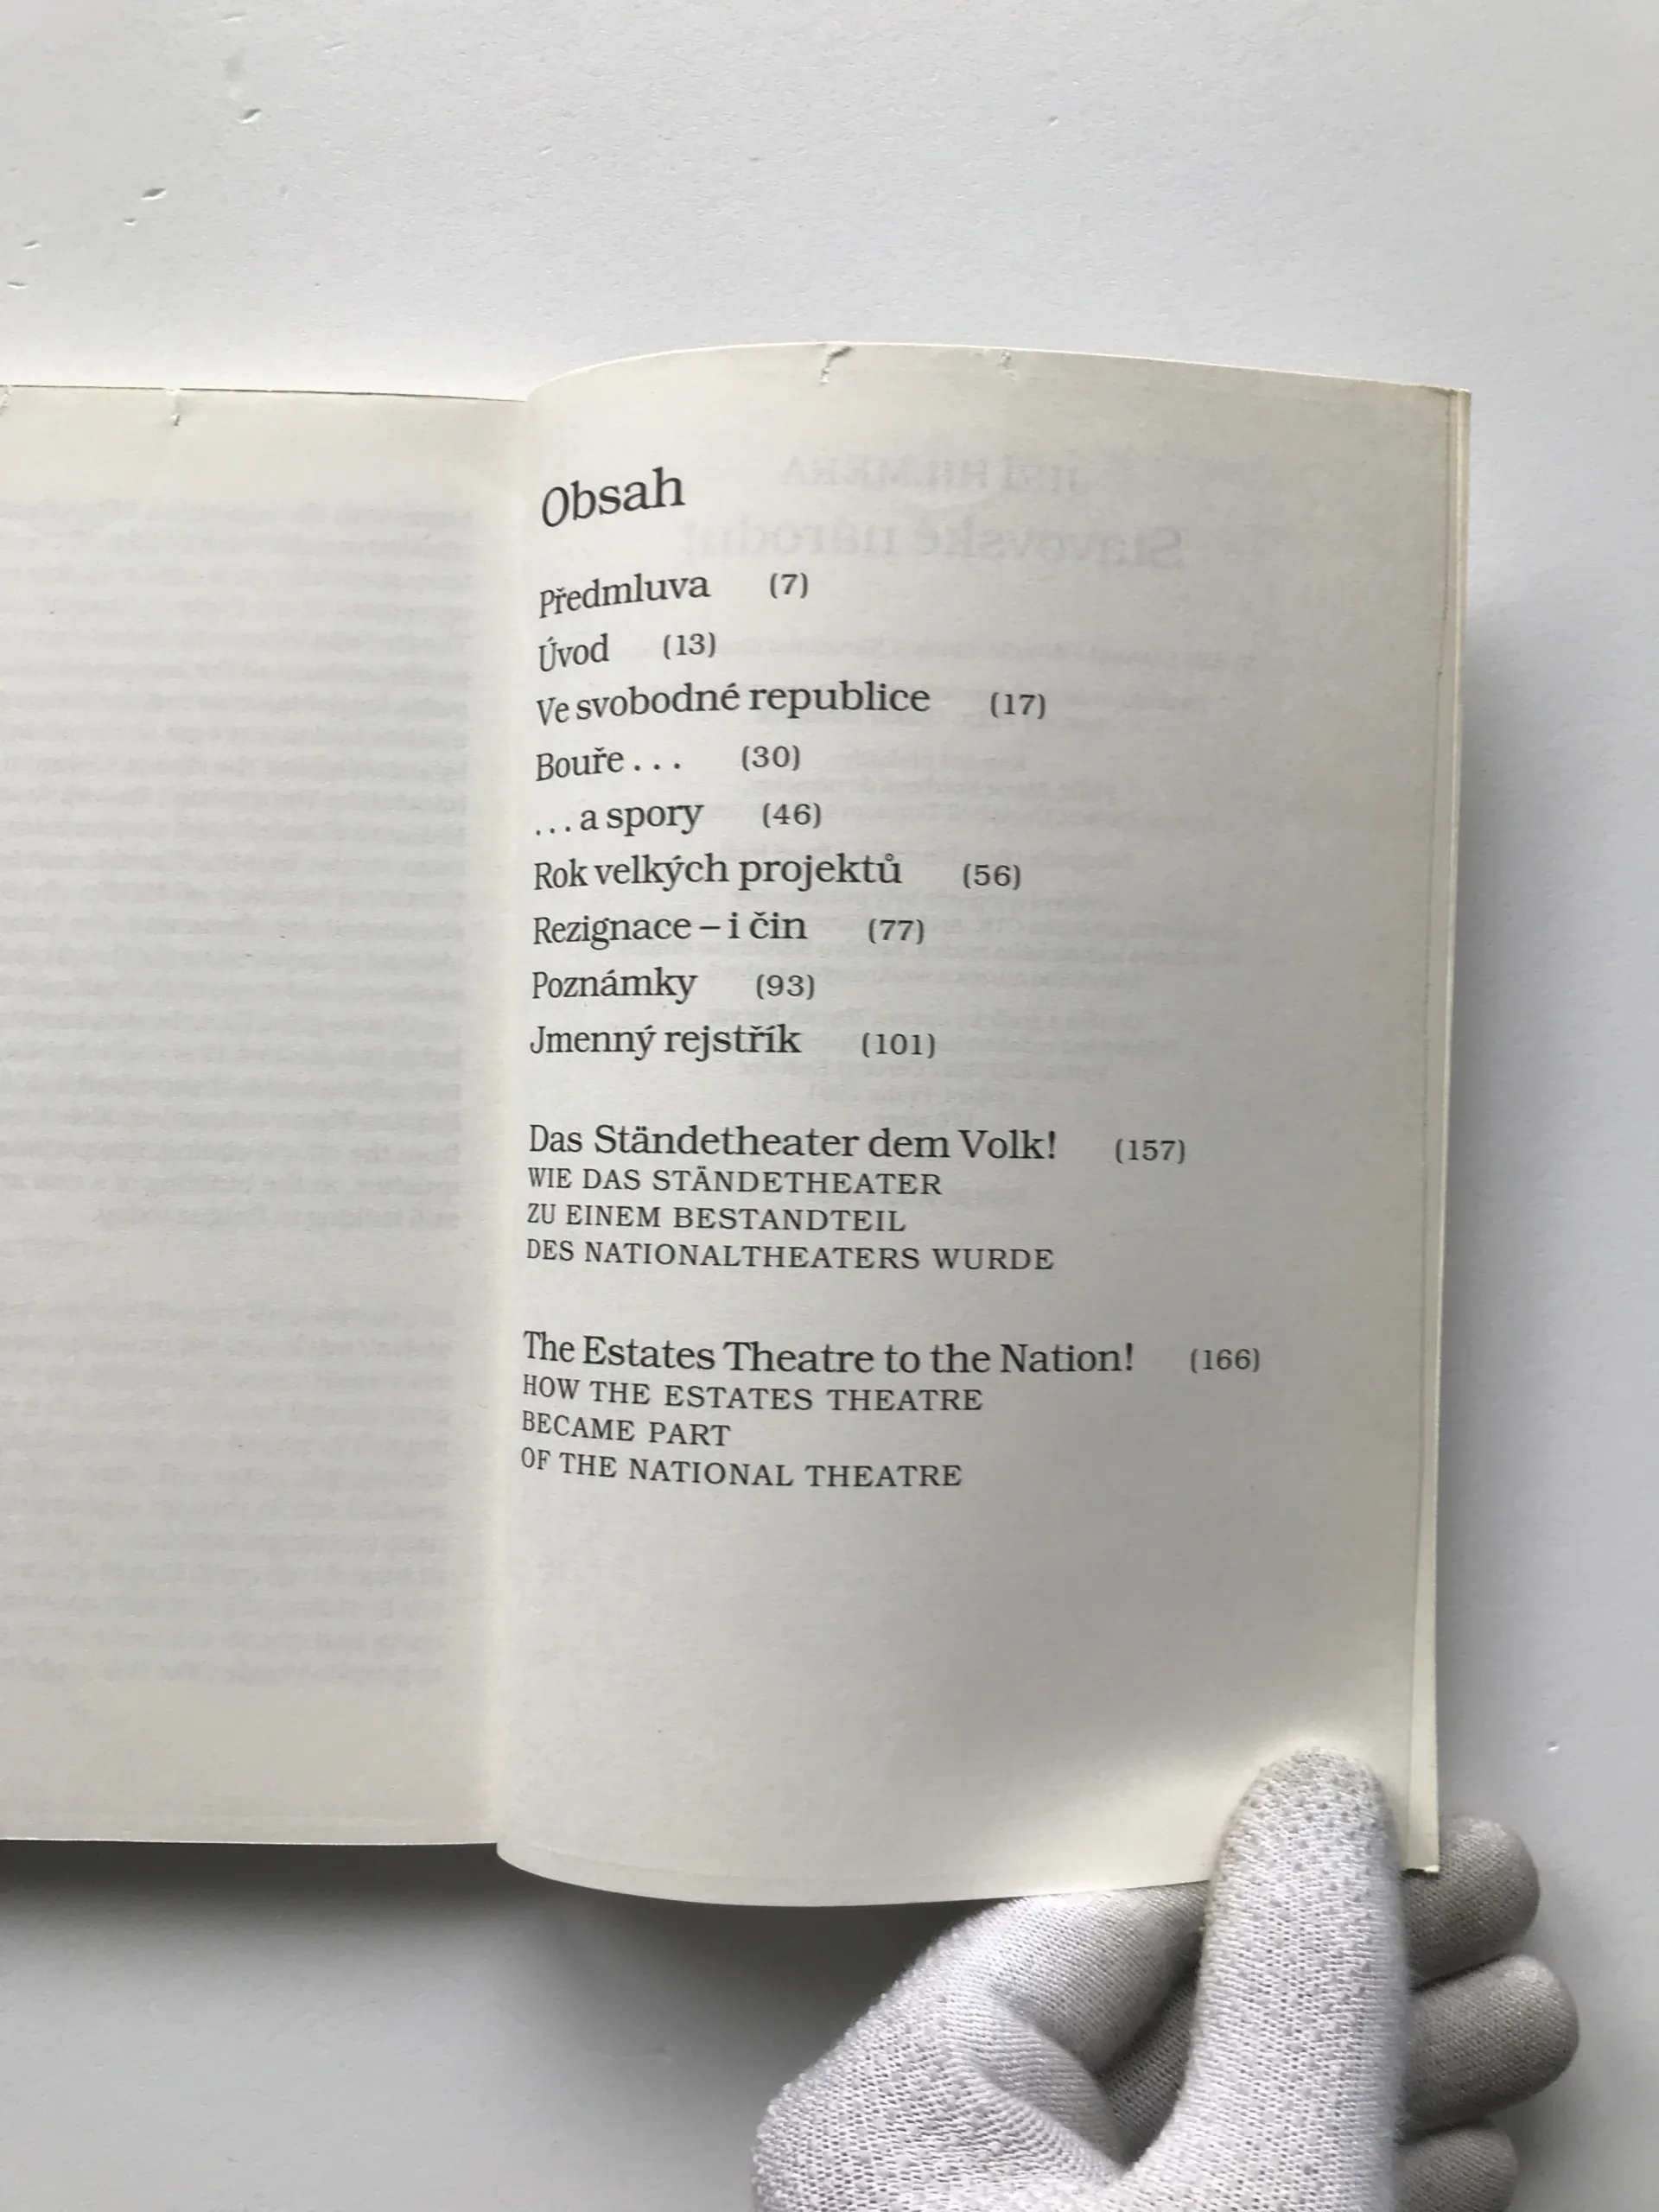 Obsah
Předmluva (7)
Úvod (13)
Ve svobodné republice (17)
Bouře... (30)
...a spory (46)
Rok velkých projektů (56)
Rezignace – i čin (77)
Poznámky (93)
Jmenný rejstřík (101)
Das Ständetheater dem Volk! (157)
WIE DAS STÄNDETHEATER
ZU EINEM BESTANDTEIL
DES NATIONALTHEATERS WURDE
The Estates Theatre to the Nation! (166)
HOW THE ESTATES THEATRE
BECAME PART
OF THE NATIONAL THEATRE